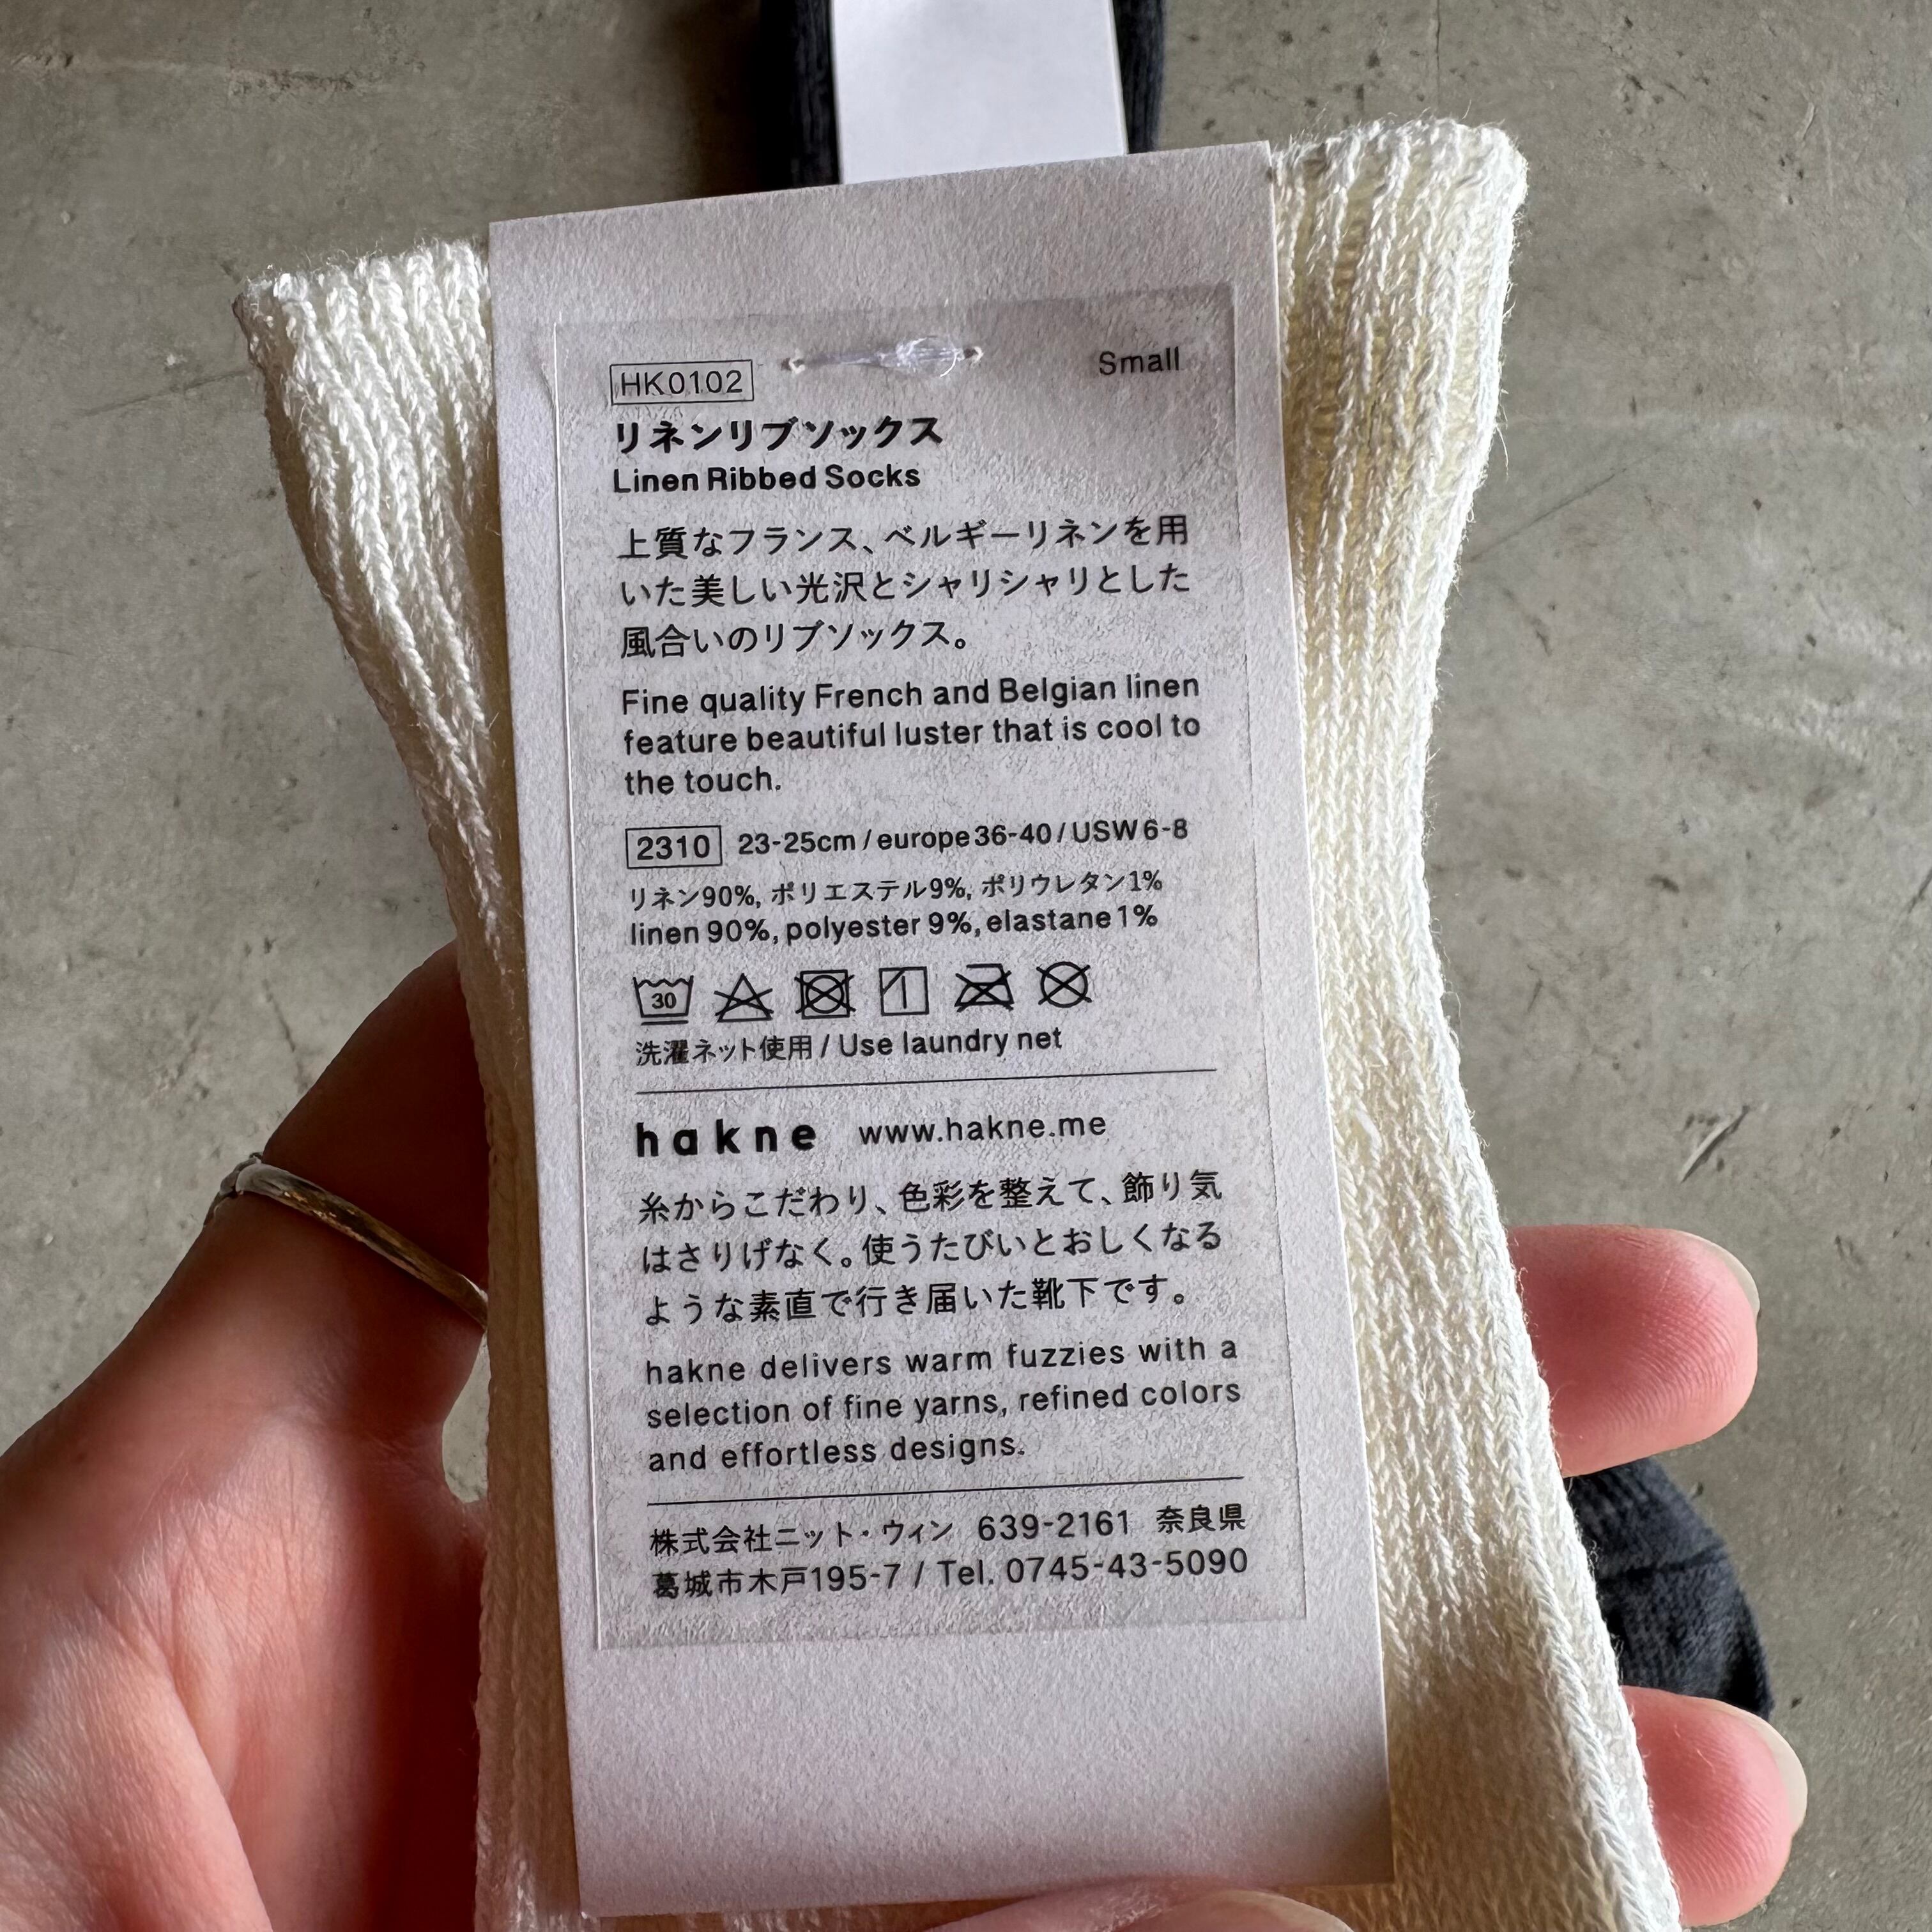 HK0102 Small
リネンリブソックス
Linen Ribbed Socks
上質なフランス、ベルギーリネンを用
いた美しい光沢とシャリシャリとした
風合いのリブソックス。
Fine quality French and Belgian linen
feature beautiful luster that is cool to
the touch.
2310 23-25cm / europe 36-40 / USW 6-8
リネン90%, ポリエステル9%, ポリウレタン1%
linen 90%, polyester 9%, elastane 1%
30
洗濯ネット使用 / Use laundry net
hakne www.hakne.me
糸からこだわり、色彩を整えて、飾り気
はさりげなく。使うたびいとおしくなる
ような素直で行き届いた靴下です。
hakne delivers warm fuzzies with a
selection of fine yarns, refined colors
and effortless designs.
株式会社ニット・ウィン 639-2161 奈良県
葛城市木戸195-7 / Tel. 0745-43-5090